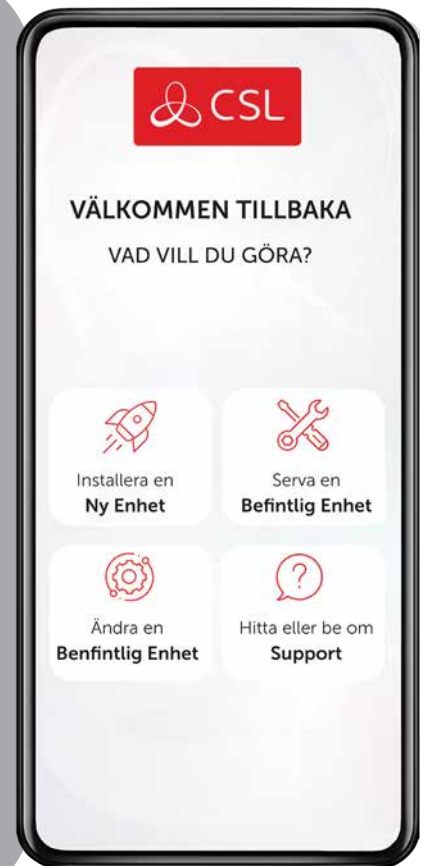 CSL
VÄLKOMMEN TILLBAKA
VAD VILL DU GÖRA?
Installera en
Ny Enhet
Serva en
Befintlig Enhet
Ändra en
Benfintlig Enhet
Hitta eller be om
Support